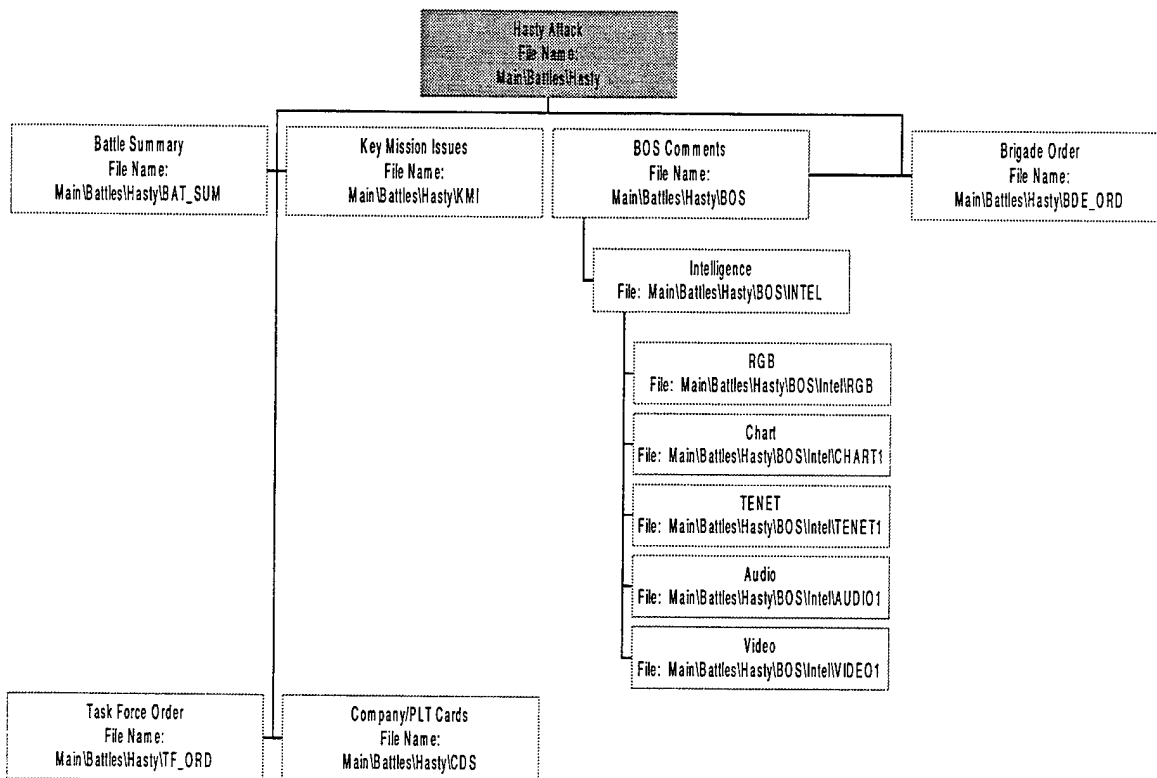 Hasty Attack
File Name:
Main\Battles\Hasty
Battle Summary
File Name:
Main\Battles\Hasty\BAT_SUM
Key Mission Issues
File Name:
Main\Battles\Hasty\KMI
BOS Comments
File Name:
Main\Battles\Hasty\BOS
Brigade Order
File Name:
Main\Battles\Hasty\BDE_ORD
Intelligence
File: Main\Battles\Hasty\BOS\INTEL
RGB
File: Main\Battles\Hasty\BOS\Intel\RGB
Chart
File: Main\Battles\Hasty\BOS\Intel\CHART1
TENET
File: Main\Battles\Hasty\BOS\Intel\TENET1
Audio
File: Main\Battles\Hasty\BOS\Intel\AUDIO1
Video
File: Main\Battles\Hasty\BOS\Intel\VIDEO1
Task Force Order
File Name:
Main\Battles\Hasty\TF_ORD
Company/PLT Cards
File Name:
Main\Battles\Hasty\CDS